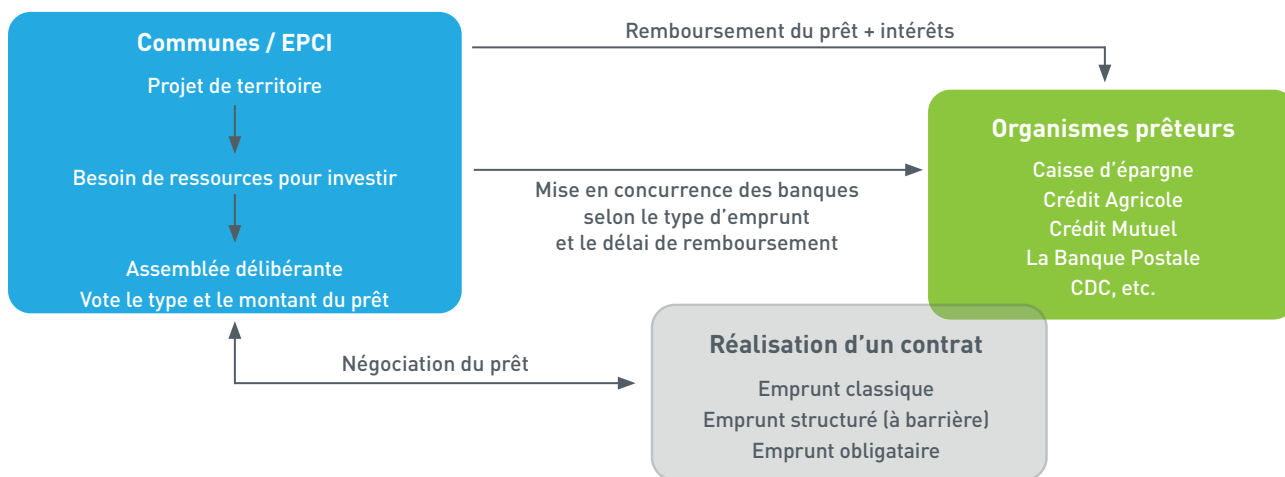 Communes / EPCI
Projet de territoire
Besoin de ressources pour investir
Assemblée délibérante
Vote le type et le montant du prêt
Remboursement du prêt + intérêts
Mise en concurrence des banques
selon le type d’emprunt
et le délai de remboursement
Organismes prêteurs
Caisse d’épargne
Crédit Agricole
Crédit Mutuel
La Banque Postale
CDC, etc.
Négociation du prêt
Réalisation d’un contrat
Emprunt classique
Emprunt structuré (à barrière)
Emprunt obligataire